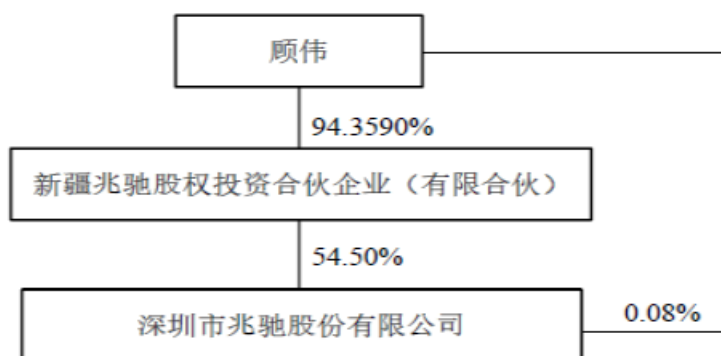 顾伟
94.3590%
新疆兆驰股权投资合伙企业（有限合伙）
54.50%
深圳市兆驰股份有限公司
0.08%